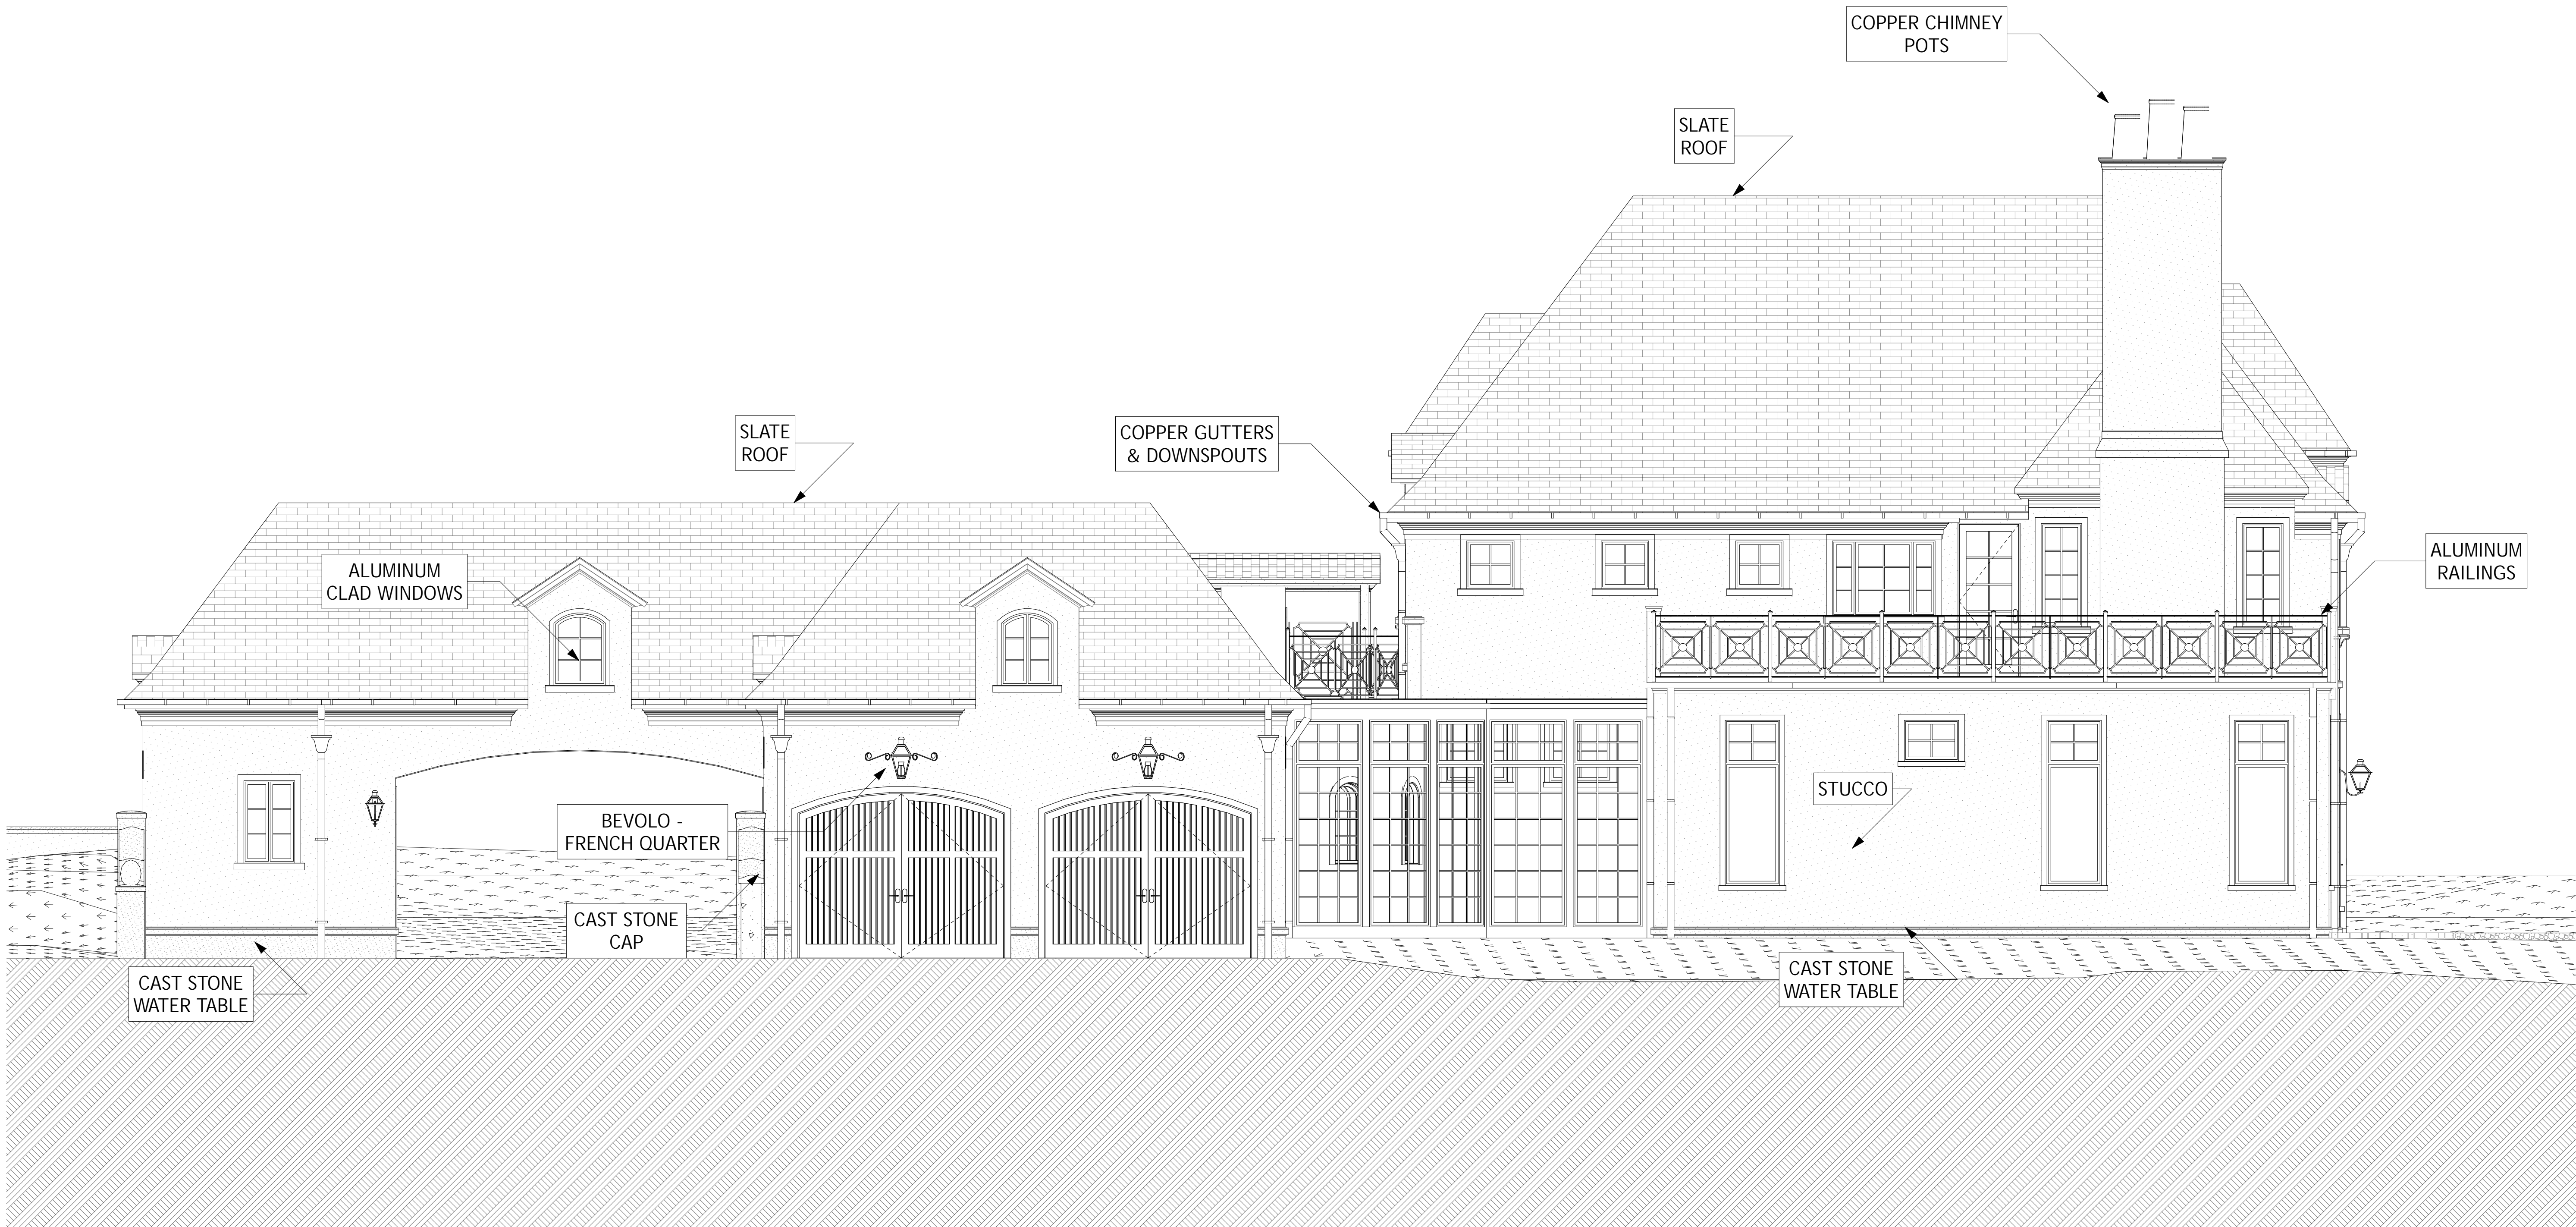 COPPER CHIMNEY
POTS
SLATE
ROOF
SLATE
ROOF
COPPER GUTTERS
& DOWNSPOUTS
ALUMINUM
CLAD WINDOWS
ALUMINUM
RAILINGS
STUCCO
BEVOLO -
FRENCH QUARTER
CAST STONE
CAP
CAST STONE
WATER TABLE
CAST STONE
WATER TABLE